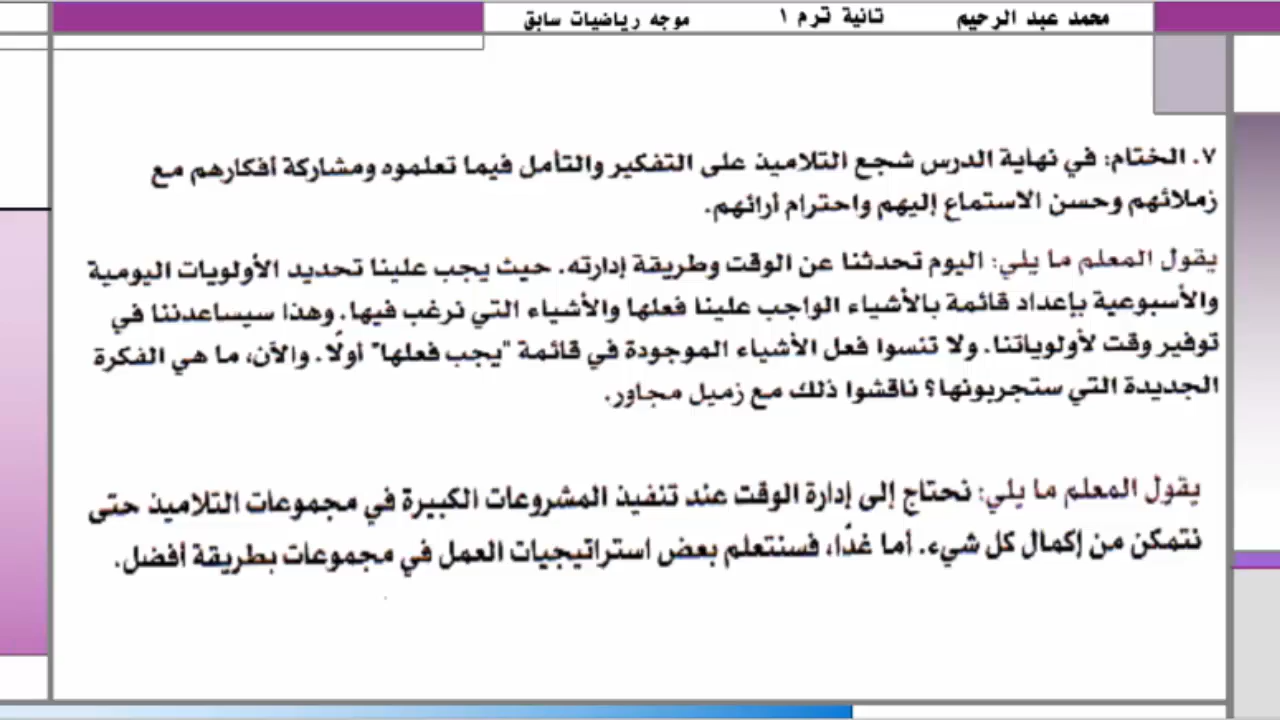 محمد عبد الرحيم تانية ترم ١ موجه رياضيات سابق
٧. الختام: في نهاية الدرس شجع التلاميذ على التفكير والتأمل فيما تعلموه ومشاركة أفكارهم مع
زملائهم وحسن الاستماع إليهم واحترام أرائهم.
يقول المعلم ما يلي: اليوم تحدثنا عن الوقت وطريقة إدارته. حيث يجب علينا تحديد الأولويات اليومية
والأسبوعية بإعداد قائمة بالأشياء الواجب علينا فعلها والأشياء التي نرغب فيها. وهذا سيساعدننا في
توفير وقت لأولوياتنا. ولا تنسوا فعل الأشياء الموجودة في قائمة "يجب فعلها" أولًا. والآن، ما هي الفكرة
الجديدة التي ستجربونها؟ ناقشوا ذلك مع زميل مجاور.
يقول المعلم ما يلي: نحتاج إلى إدارة الوقت عند تنفيذ المشروعات الكبيرة في مجموعات التلاميذ حتى
نتمكن من إكمال كل شيء. أما غدًا، فسنتعلم بعض استراتيجيات العمل في مجموعات بطريقة أفضل.